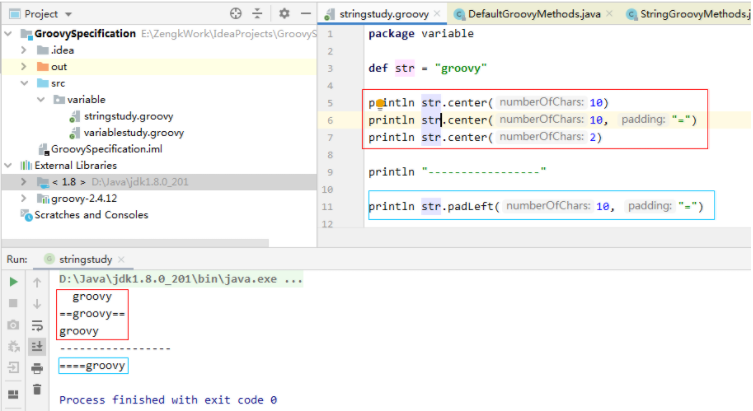 Project
GroovySpecification E:\ZengkWork\IdeaProjects\GroovyS
.idea
out
src
variable
stringstudy.groovy
variablestudy.groovy
GroovySpecification.iml
External Libraries
< 1.8 > D:\Java\jdk1.8.0_201
groovy-2.4.12
Scratches and Consoles
stringstudy.groovy
DefaultGroovyMethods.java
StringGroovyMethods.j
1 package variable
2
3 def str = "groovy"
4
5 println str.center( numberOfChars: 10)
6 println str.center( numberOfChars: 10, padding: "=")
7 println str.center( numberOfChars: 2)
8
9 println "-----------------"
10
11 println str.padLeft( numberOfChars: 10, padding: "=")
12
Run: stringstudy
D:\Java\jdk1.8.0_201\bin\java.exe ...
groovy
==groovy==
groovy
-----------------
====groovy
Process finished with exit code 0